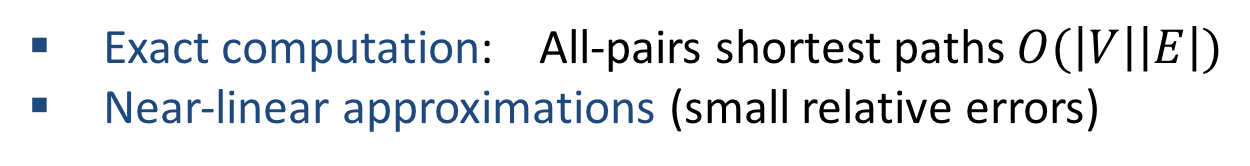 ▪ Exact computation: All-pairs shortest paths O(|V||E|)
▪ Near-linear approximations (small relative errors)